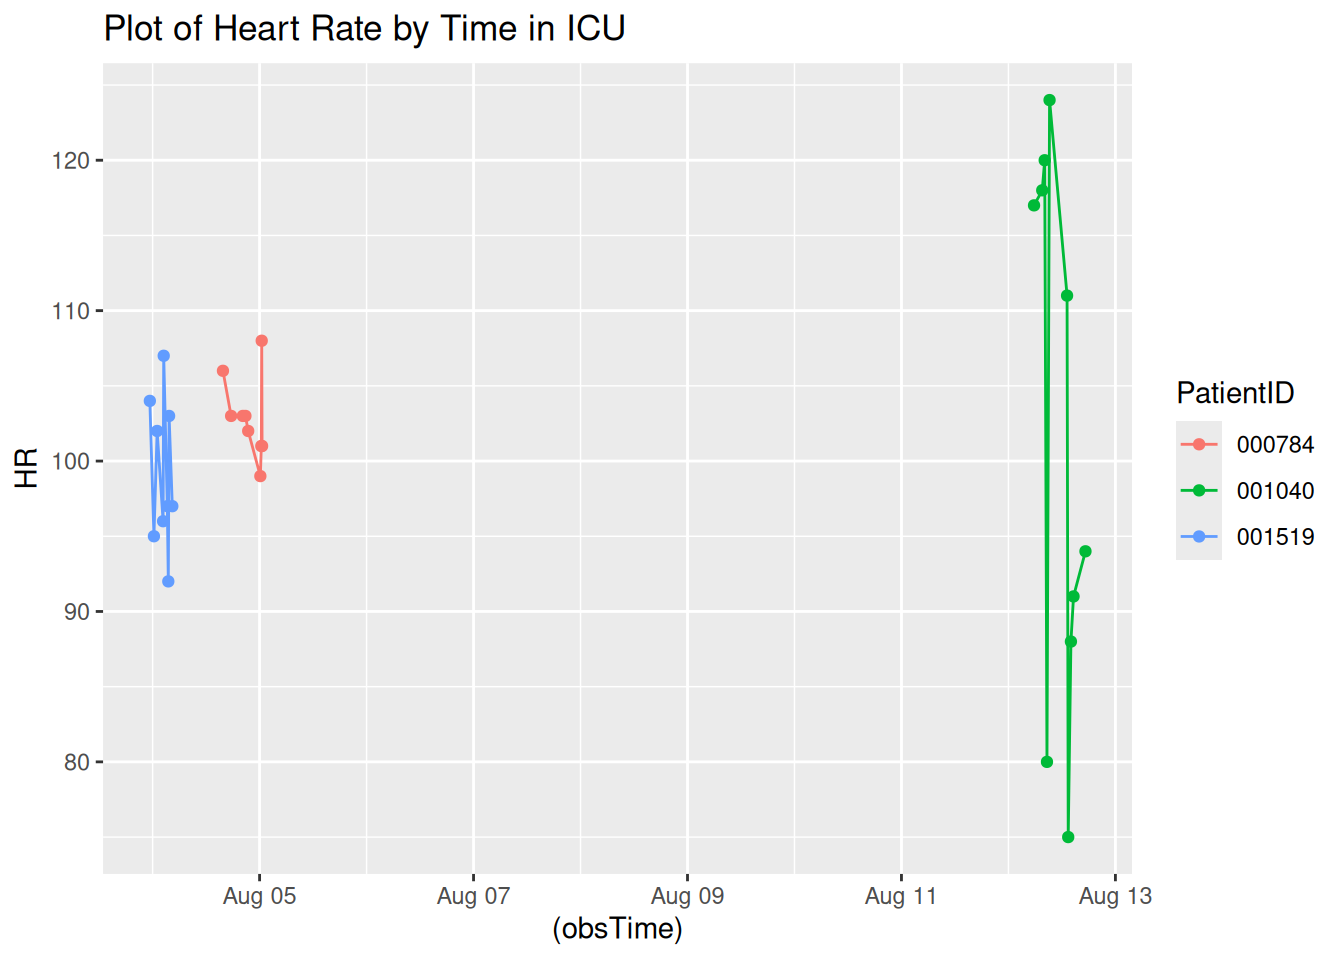 Plot of Heart Rate by Time in ICU
HR
120
110
100
90
80
Aug 05
Aug 07
Aug 09
Aug 11
Aug 13
(obsTime)
PatientID
000784
001040
001519